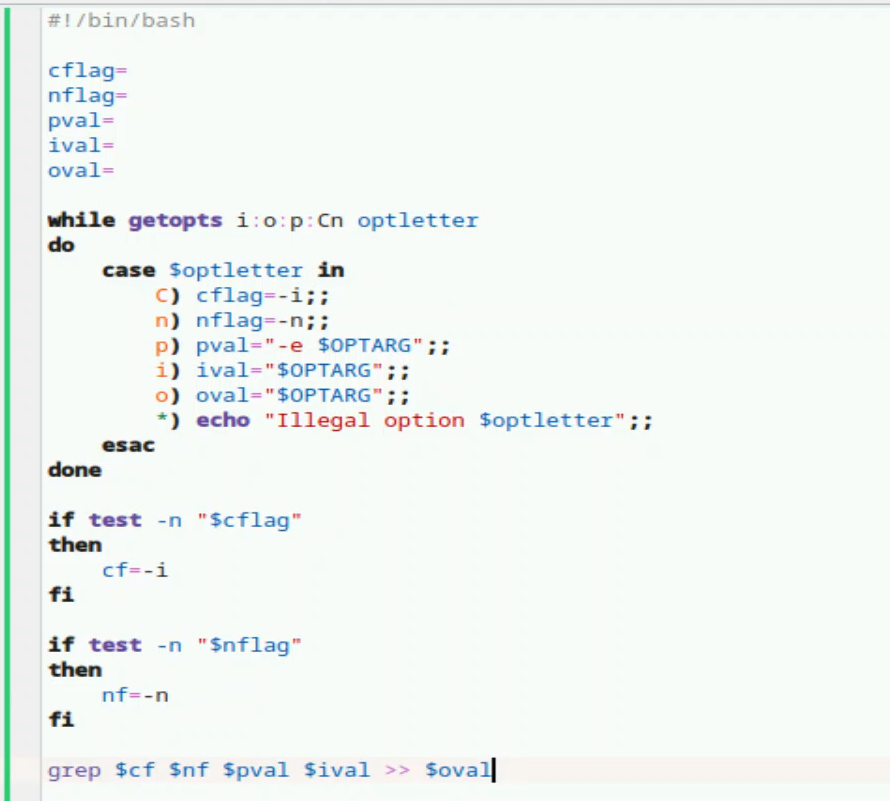 #!/bin/bash
cflag=
nflag=
pval=
ival=
oval=
while getopts i:o:p:Cn optletter
do
case $optletter in
C) cflag=-i;;
n) nflag=-n;;
p) pval="-e $OPTARG";;
i) ival="$OPTARG";;
o) oval="$OPTARG";;
*) echo "Illegal option $optletter";;
esac
done
if test -n "$cflag"
then
cf=-i
fi
if test -n "$nflag"
then
nf=-n
fi
grep $cf $nf $pval $ival >> $oval